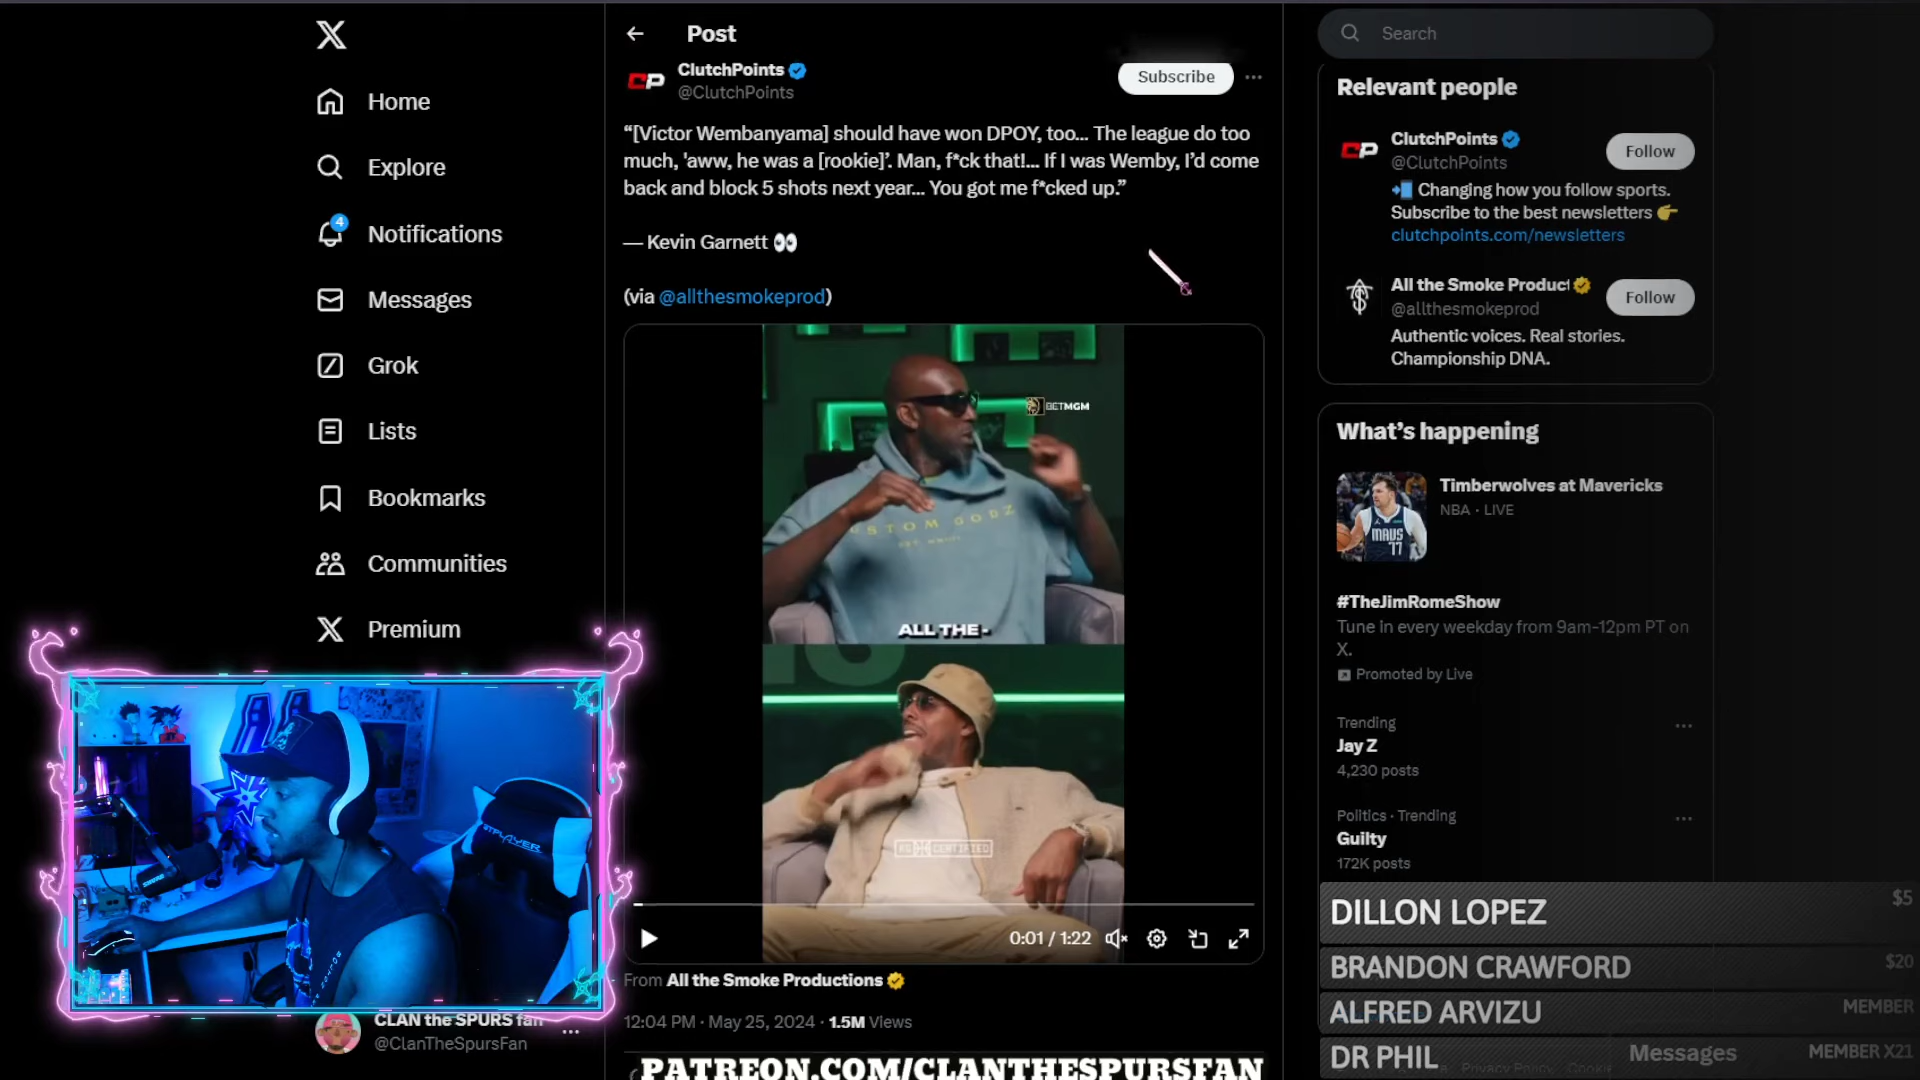 Home
Explore
4
Notifications
Messages
Grok
Lists
Bookmarks
Communities
Premium
CLAN the SPURS fan
@ClanTheSpursFan
Post
ClutchPoints
@ClutchPoints
Subscribe
“[Victor Wembanyama] should have won DPOY, too... The league do too
much, 'aww, he was a [rookie]’. Man, f*ck that!... If I was Wemby, I’d come
back and block 5 shots next year... You got me f*cked up.”
— Kevin Garnett 👀
(via @allthesmokeprod)
BETMGM
ALL THE -
CERTIFIED
0:01 / 1:22
From All the Smoke Productions
12:04 PM · May 25, 2024 · 1.5M Views
PATREON.COM/CLANTHESPURSFAN
Search
Relevant people
ClutchPoints
@ClutchPoints
Follow
📲 Changing how you follow sports.
Subscribe to the best newsletters 👉
clutchpoints.com/newsletters
All the Smoke Product
@allthesmokeprod
Follow
Authentic voices. Real stories.
Championship DNA.
What’s happening
Timberwolves at Mavericks
NBA · LIVE
MAVS
77
#TheJimRomeShow
Tune in every weekday from 9am-12pm PT on
X.
Promoted by Live
Trending
Jay Z
4,230 posts
Politics · Trending
Guilty
172K posts
DILLON LOPEZ $5
BRANDON CRAWFORD $20
ALFRED ARVIZU MEMBER
DR PHIL Messages MEMBER X21